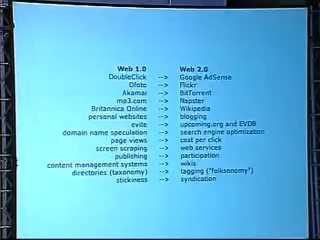 Web 1.0 Web 2.0
DoubleClick --> Google AdSense
Ofoto --> Flickr
Akamai --> BitTorrent
mp3.com --> Napster
Britannica Online --> Wikipedia
personal websites --> blogging
evite --> upcoming.org and EVDB
domain name speculation --> search engine optimization
page views --> cost per click
screen scraping --> web services
publishing --> participation
content management systems --> wikis
directories (taxonomy) --> tagging ("folksonomy")
stickiness --> syndication